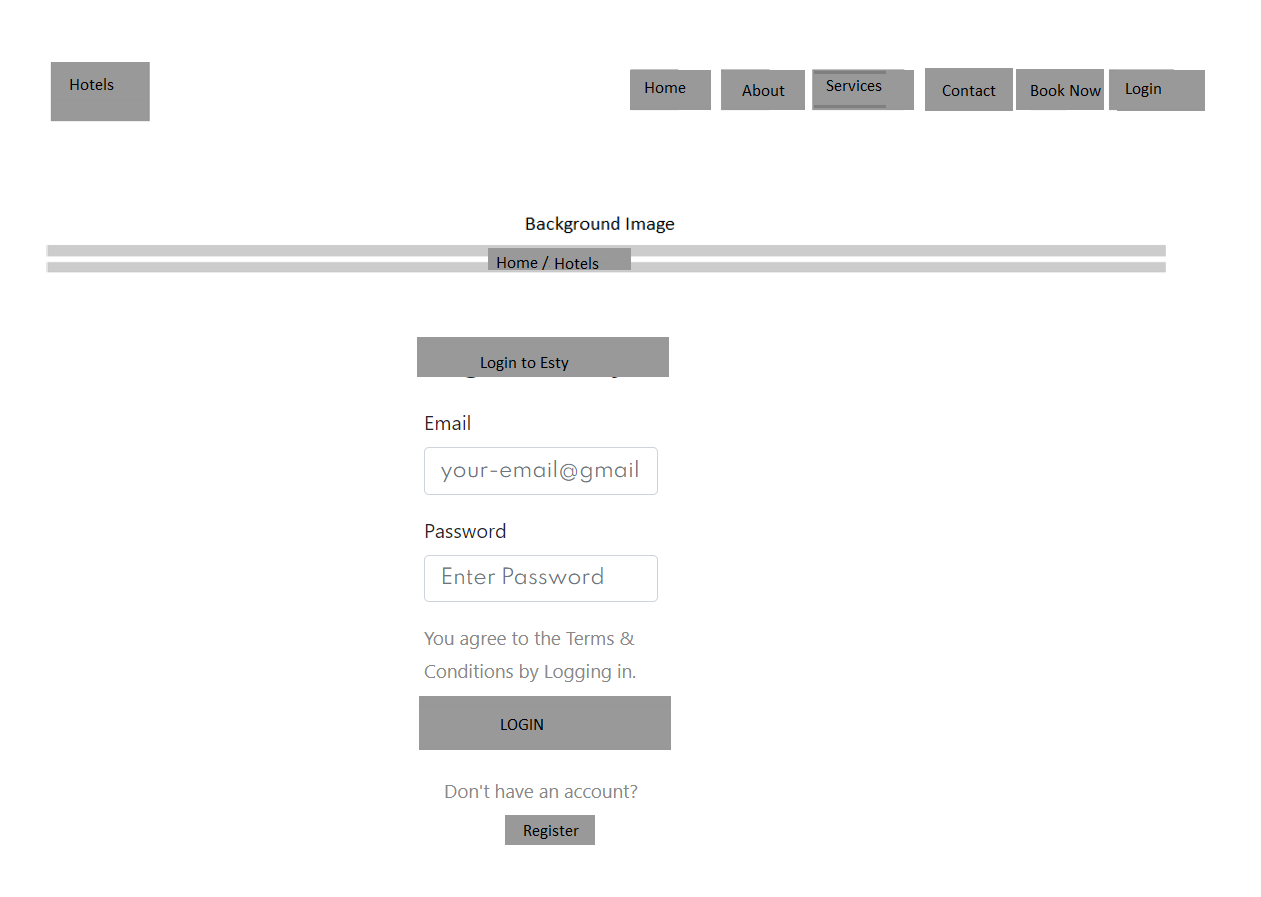 Hotels
Home About Services Contact Book Now Login
Background Image
Home / Hotels
Login to Esty
Email
your-email@gmail
Password
Enter Password
You agree to the Terms &
Conditions by Logging in.
LOGIN
Don't have an account?
Register